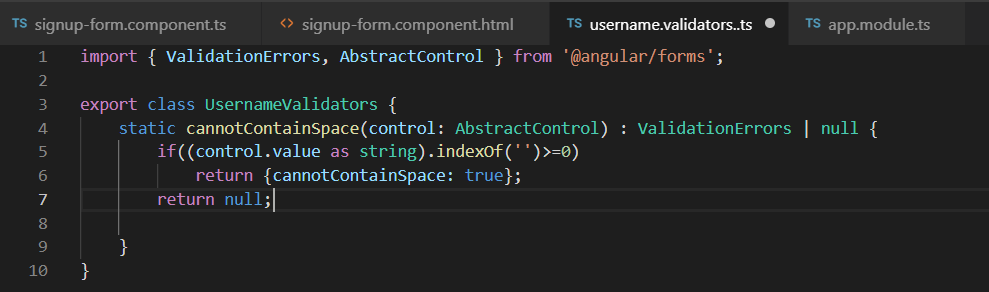 TS signup-form.component.ts <> signup-form.component.html TS username.validators..ts ● TS app.module.ts
1 import { ValidationErrors, AbstractControl } from '@angular/forms';
2
3 export class UsernameValidators {
4 static cannotContainSpace(control: AbstractControl) : ValidationErrors | null {
5 if((control.value as string).indexOf('')>=0)
6 return {cannotContainSpace: true};
7 return null;
8
9 }
10 }